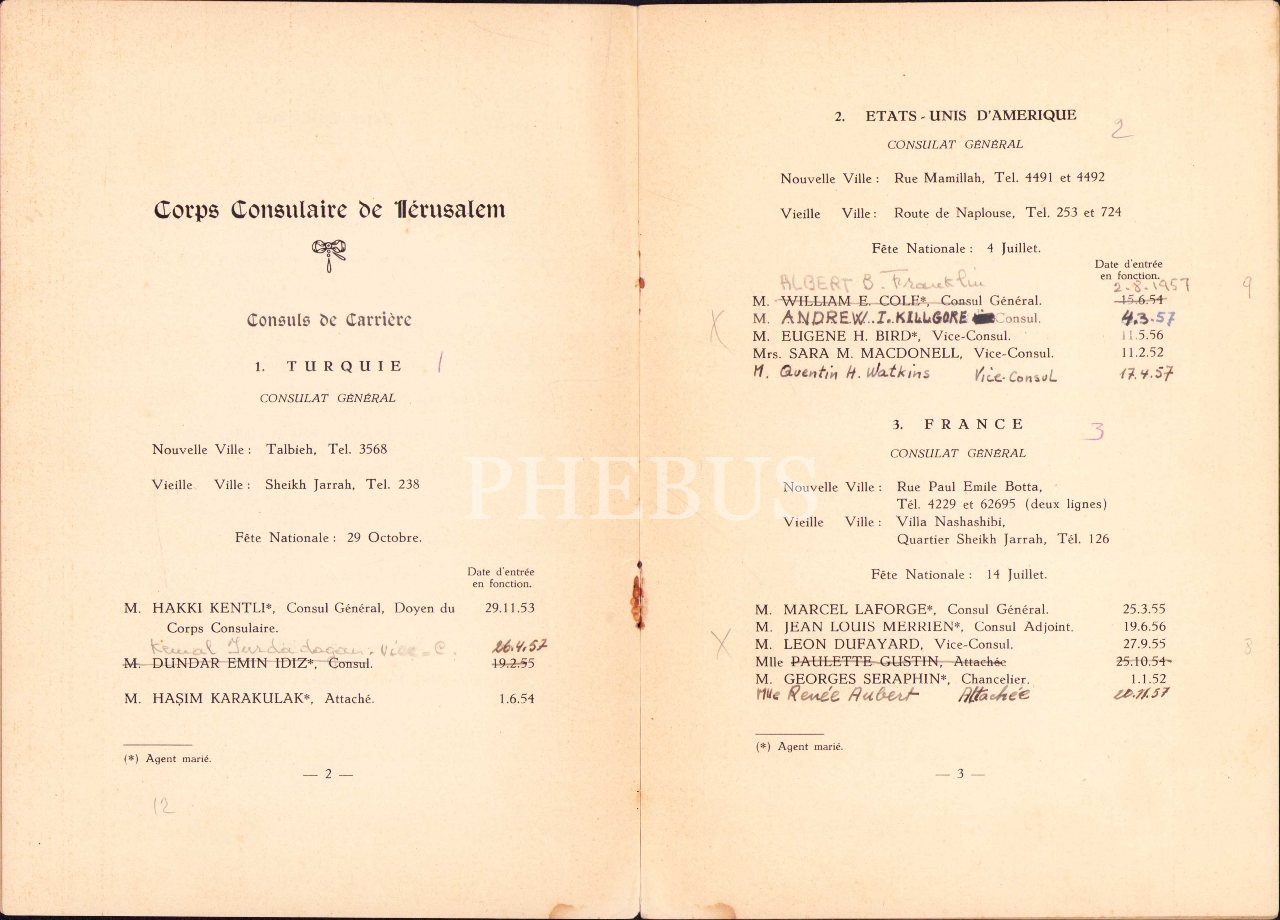 Corps Consulaire de Jérusalem
Consuls de Carrière
1. TURQUIE 1
CONSULAT GÉNÉRAL
Nouvelle Ville : Talbieh, Tel. 3568
Vieille Ville : Sheikh Jarrah, Tel. 238
Fête Nationale : 29 Octobre.
Date d'entrée
en fonction.
M. HAKKI KENTLI*, Consul Général, Doyen du 29.11.53
Corps Consulaire.
Kemal Vice-C. 26.4.57
M. DUNDAR EMIN IDIZ*, Consul. 19.2.55
M. HAŞIM KARAKULAK*, Attaché. 1.6.54
(*) Agent marié.
— 2 —
12
2. ETATS-UNIS D'AMERIQUE 2
CONSULAT GÉNÉRAL
Nouvelle Ville : Rue Mamillah, Tel. 4491 et 4492
Vieille Ville : Route de Naplouse, Tel. 253 et 724
Fête Nationale : 4 Juillet.
Date d'entrée
en fonction.
ALBERT B. Franklin 2.8.1957 9
M. WILLIAM E. COLE*, Consul Général. 15.6.54
X M. ANDREW I. KILLGORE Consul. 4.3.57
M. EUGENE H. BIRD*, Vice-Consul. 11.5.56
Mrs. SARA M. MACDONELL, Vice-Consul. 11.2.52
M. Quentin H. Watkins Vice-Consul 17.4.57
3. FRANCE 3
CONSULAT GÉNÉRAL
Nouvelle Ville : Rue Paul Emile Botta,
Tél. 4229 et 62695 (deux lignes)
Vieille Ville : Villa Nashashibi,
Quartier Sheikh Jarrah, Tél. 126
Fête Nationale : 14 Juillet.
M. MARCEL LAFORGE*, Consul Général. 25.3.55
M. JEAN LOUIS MERRIEN*, Consul Adjoint. 19.6.56
X M. LEON DUFAYARD, Vice-Consul. 27.9.55 8
Mlle PAULETTE GUSTIN, Attachée 25.10.54
M. GEORGES SERAPHIN*, Chancelier. 1.1.52
Mlle Renée Aubert Attachée 20.11.57
(*) Agent marié.
— 3 —
PHEBUS